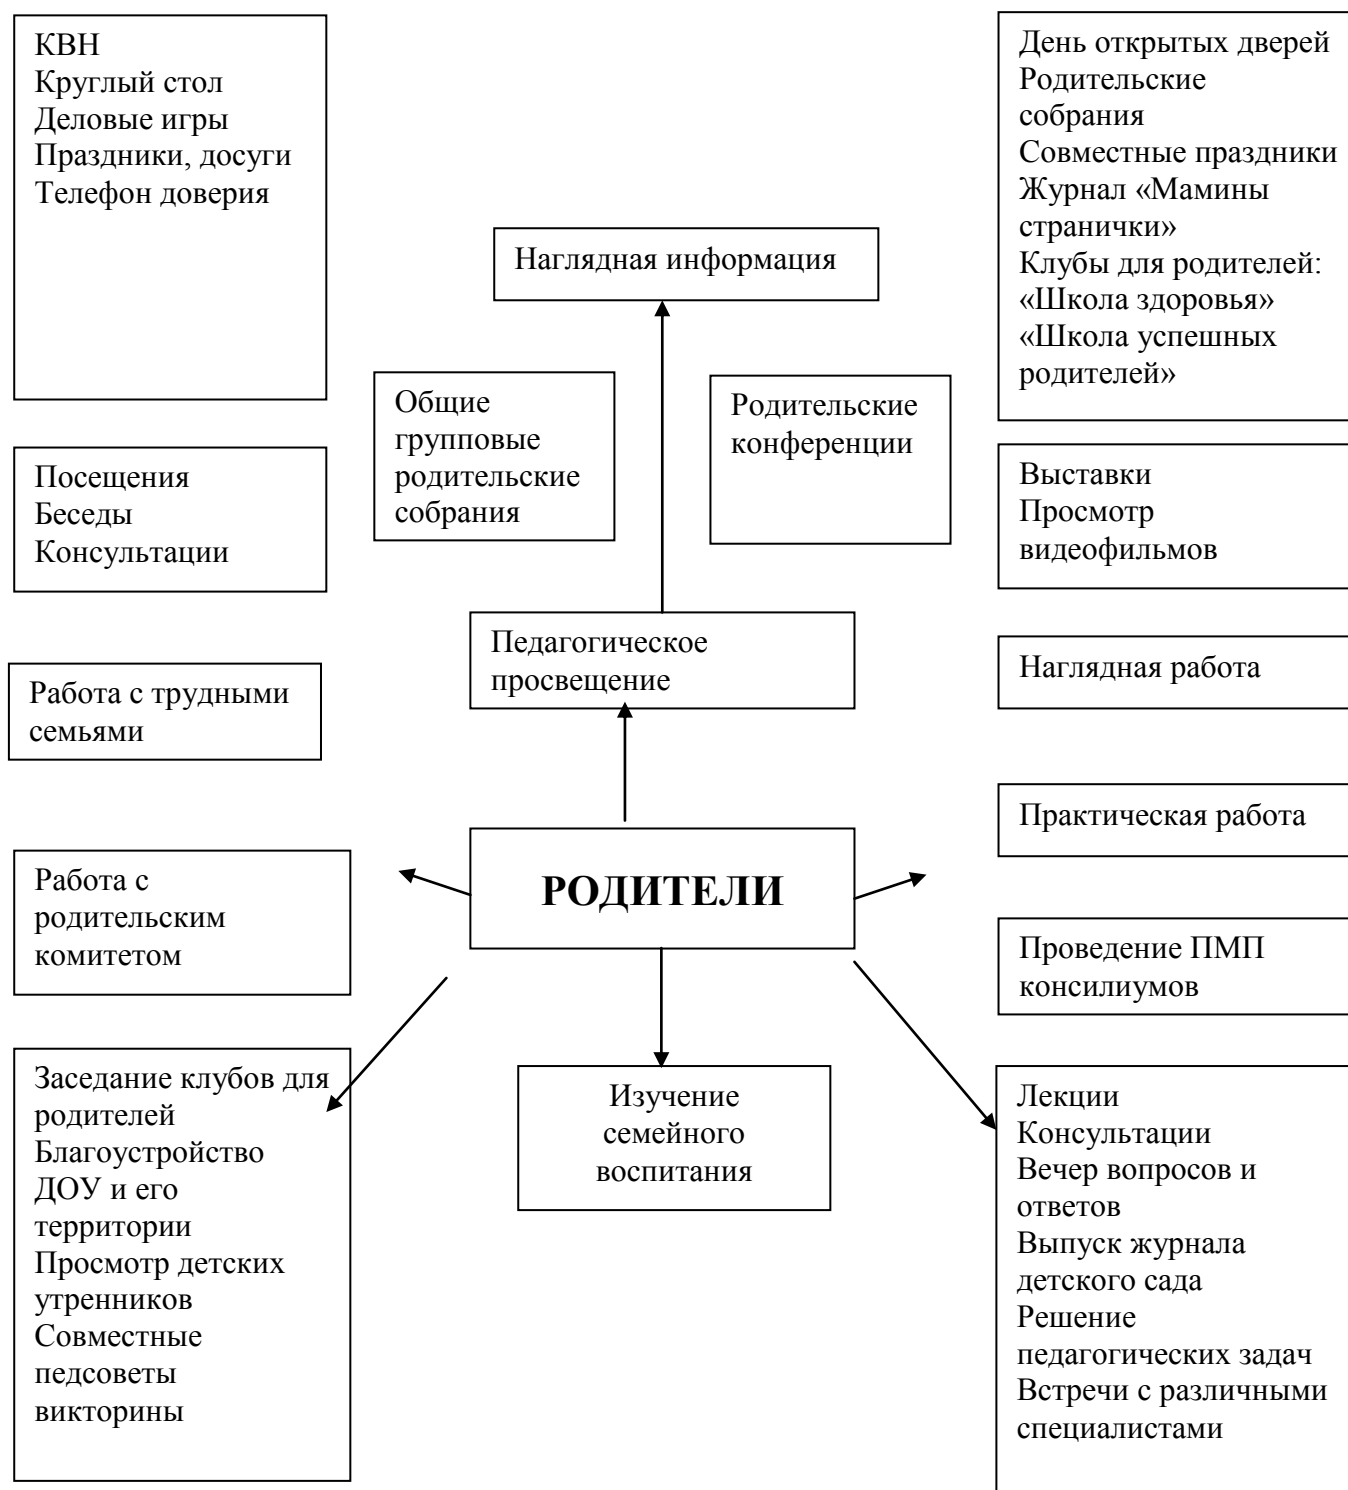 КВН
Круглый стол
Деловые игры
Праздники, досуги
Телефон доверия
День открытых дверей
Родительские
собрания
Совместные праздники
Журнал «Мамины
странички»
Клубы для родителей:
«Школа здоровья»
«Школа успешных
родителей»
Наглядная информация
Общие
групповые
родительские
собрания
Родительские
конференции
Посещения
Беседы
Консультации
Выставки
Просмотр
видеофильмов
Педагогическое
просвещение
Работа с трудными
семьями
Наглядная работа
Практическая работа
РОДИТЕЛИ
Работа с
родительским
комитетом
Проведение ПМП
консилиумов
Заседание клубов для
родителей
Благоустройство
ДОУ и его
территории
Просмотр детских
утренников
Совместные
педсоветы
викторины
Изучение
семейного
воспитания
Лекции
Консультации
Вечер вопросов и
ответов
Выпуск журнала
детского сада
Решение
педагогических задач
Встречи с различными
специалистами